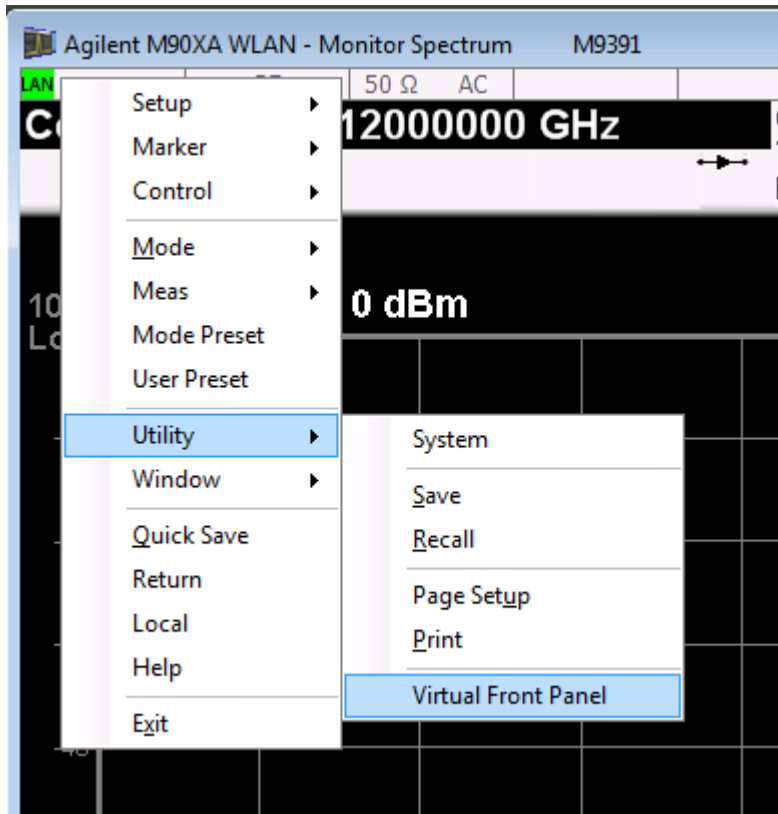 Agilent M90XA WLAN - Monitor Spectrum M9391
LAN 50 Ω AC
12000000 GHz
10 0 dBm
Setup
Marker
Control
Mode
Meas
Mode Preset
User Preset
Utility
Window
Quick Save
Return
Local
Help
Exit
System
Save
Recall
Page Setup
Print
Virtual Front Panel